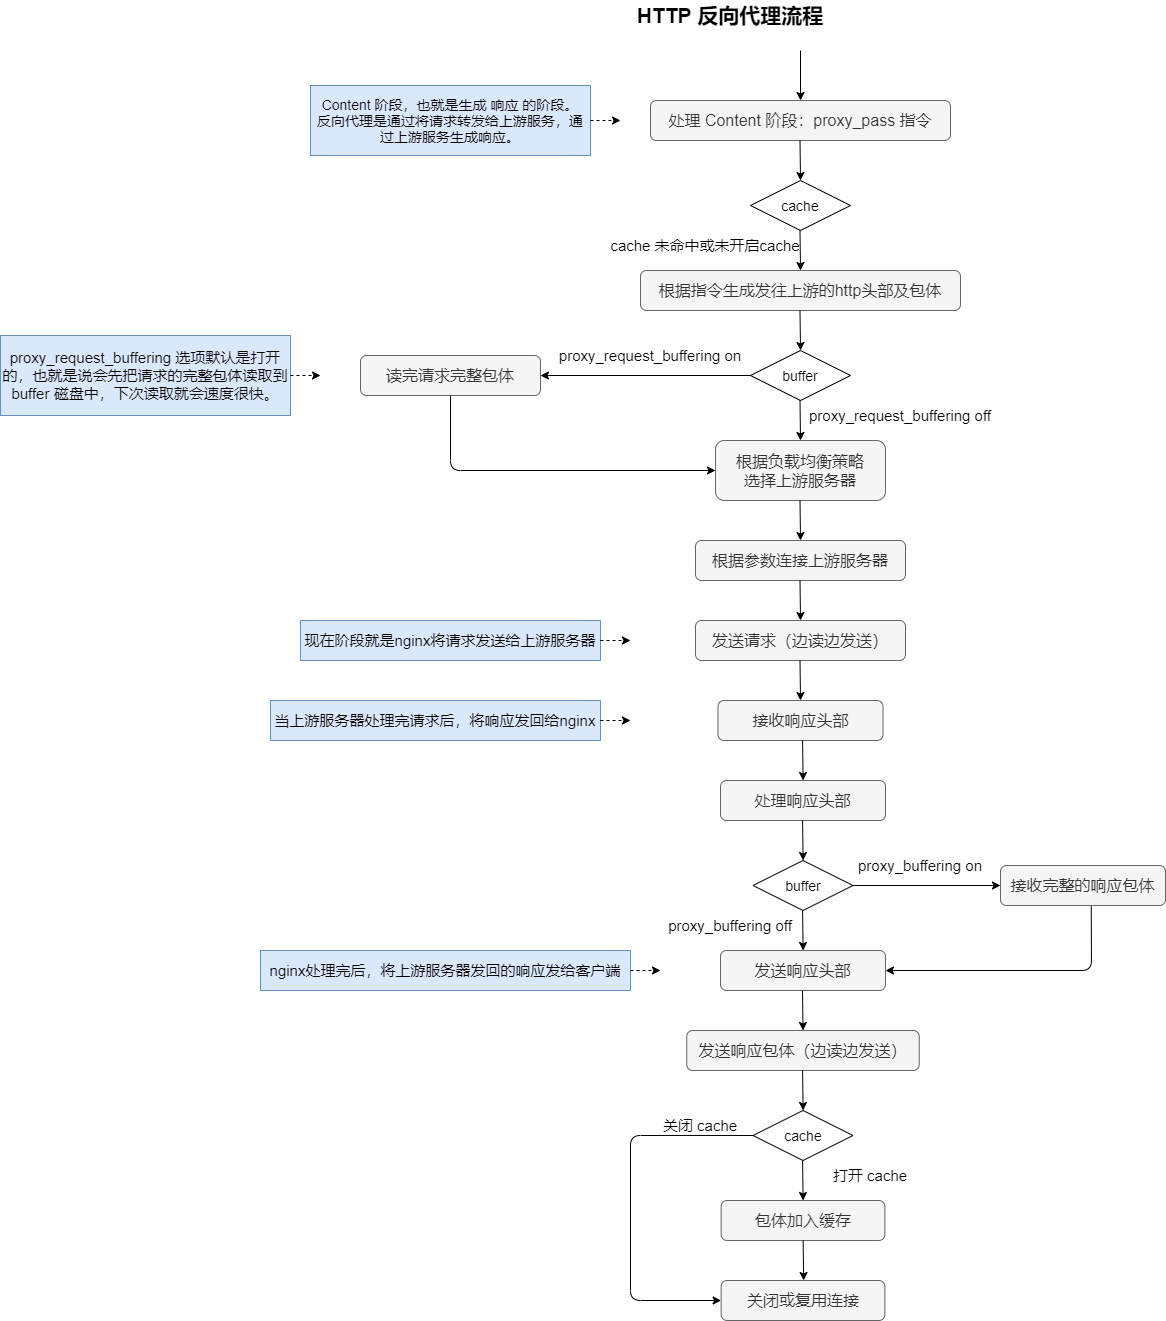 HTTP 反向代理流程
Content 阶段，也就是生成 响应 的阶段。
反向代理是通过将请求转发给上游服务，通
过上游服务生成响应。
处理 Content 阶段：proxy_pass 指令
cache
cache 未命中或未开启cache
根据指令生成发往上游的http头部及包体
proxy_request_buffering 选项默认是打开
的，也就是说会先把请求的完整包体读取到
buffer 磁盘中，下次读取就会速度很快。
读完请求完整包体
proxy_request_buffering on
buffer
proxy_request_buffering off
根据负载均衡策略
选择上游服务器
根据参数连接上游服务器
现在阶段就是nginx将请求发送给上游服务器
发送请求（边读边发送）
当上游服务器处理完请求后，将响应发回给nginx
接收响应头部
处理响应头部
buffer
proxy_buffering on
接收完整的响应包体
proxy_buffering off
nginx处理完后，将上游服务器发回的响应发给客户端
发送响应头部
发送响应包体（边读边发送）
关闭 cache
cache
打开 cache
包体加入缓存
关闭或复用连接